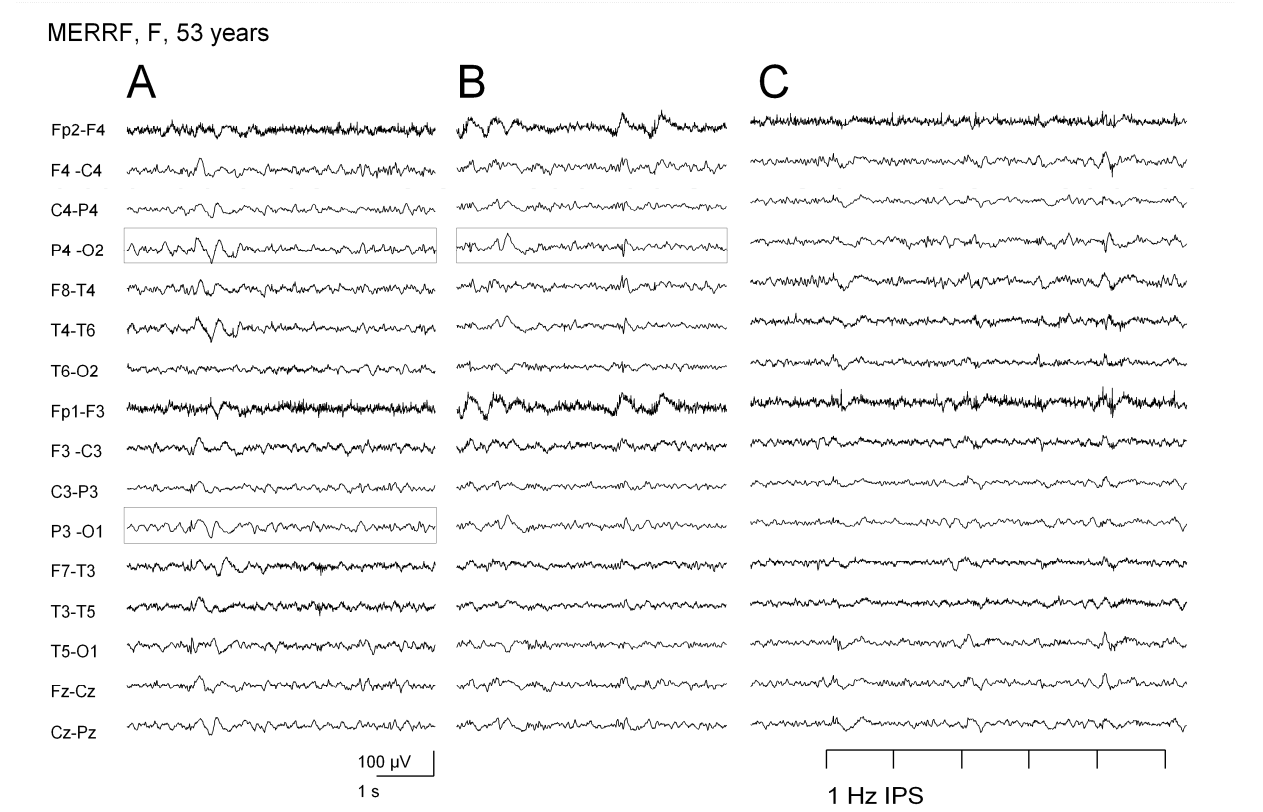 MERRF, F, 53 years
A
B
C
Fp2-F4
F4 -C4
C4-P4
P4 -O2
F8-T4
T4-T6
T6-O2
Fp1-F3
F3 -C3
C3-P3
P3 -O1
F7-T3
T3-T5
T5-O1
Fz-Cz
Cz-Pz
100 µV
1 s
1 Hz IPS